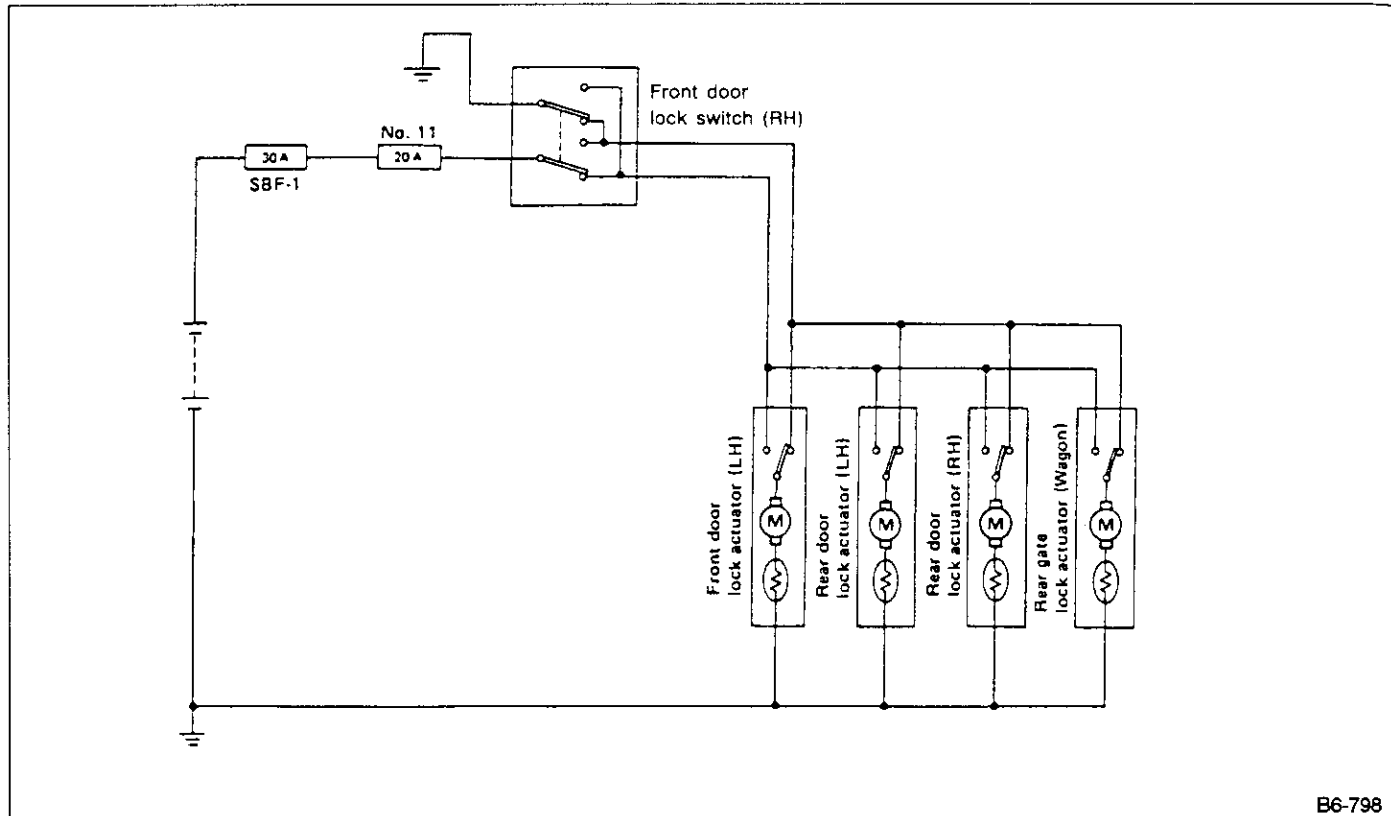 Front door
lock switch (RH)
No. 11
30 A
20 A
SBF-1
Front door
lock actuator (LH)
Rear door
lock actuator (LH)
Rear door
lock actuator (RH)
Rear gate
lock actuator (Wagon)
M
M
M
M
B6-798